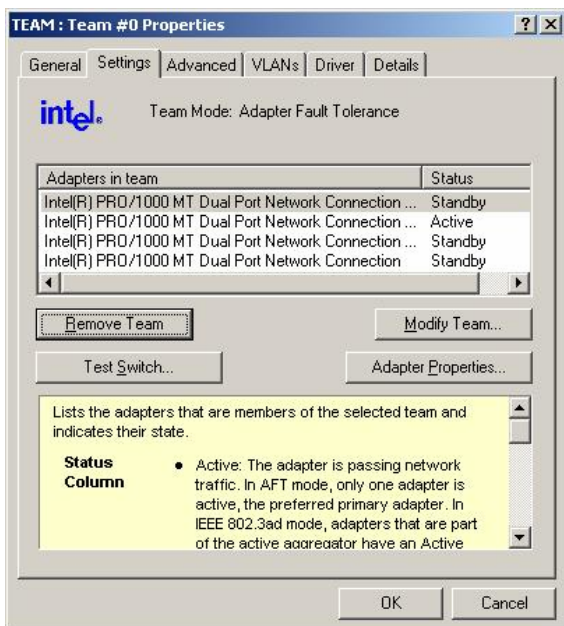 TEAM : Team #0 Properties
General Settings Advanced VLANs Driver Details
intel® Team Mode: Adapter Fault Tolerance
Adapters in team Status
Intel(R) PRO/1000 MT Dual Port Network Connection ... Standby
Intel(R) PRO/1000 MT Dual Port Network Connection ... Active
Intel(R) PRO/1000 MT Dual Port Network Connection ... Standby
Intel(R) PRO/1000 MT Dual Port Network Connection Standby
Remove Team Modify Team...
Test Switch... Adapter Properties...
Lists the adapters that are members of the selected team and
indicates their state.
Status • Active: The adapter is passing network
Column traffic. In AFT mode, only one adapter is
active, the preferred primary adapter. In
IEEE 802.3ad mode, adapters that are part
of the active aggregator have an Active
OK Cancel